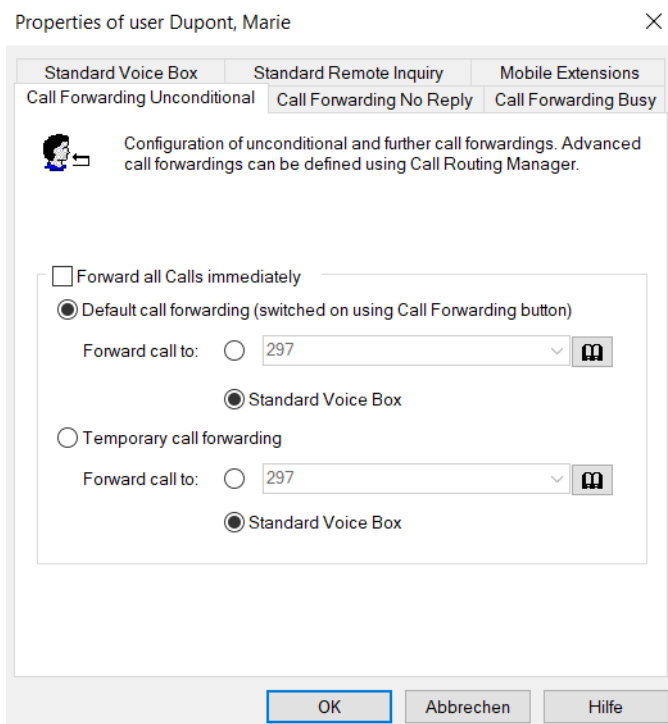 Properties of user Dupont, Marie
Standard Voice Box Standard Remote Inquiry Mobile Extensions
Call Forwarding Unconditional Call Forwarding No Reply Call Forwarding Busy
Configuration of unconditional and further call forwardings. Advanced
call forwardings can be defined using Call Routing Manager.
Forward all Calls immediately
Default call forwarding (switched on using Call Forwarding button)
Forward call to: 297
Standard Voice Box
Temporary call forwarding
Forward call to: 297
Standard Voice Box
OK Abbrechen Hilfe